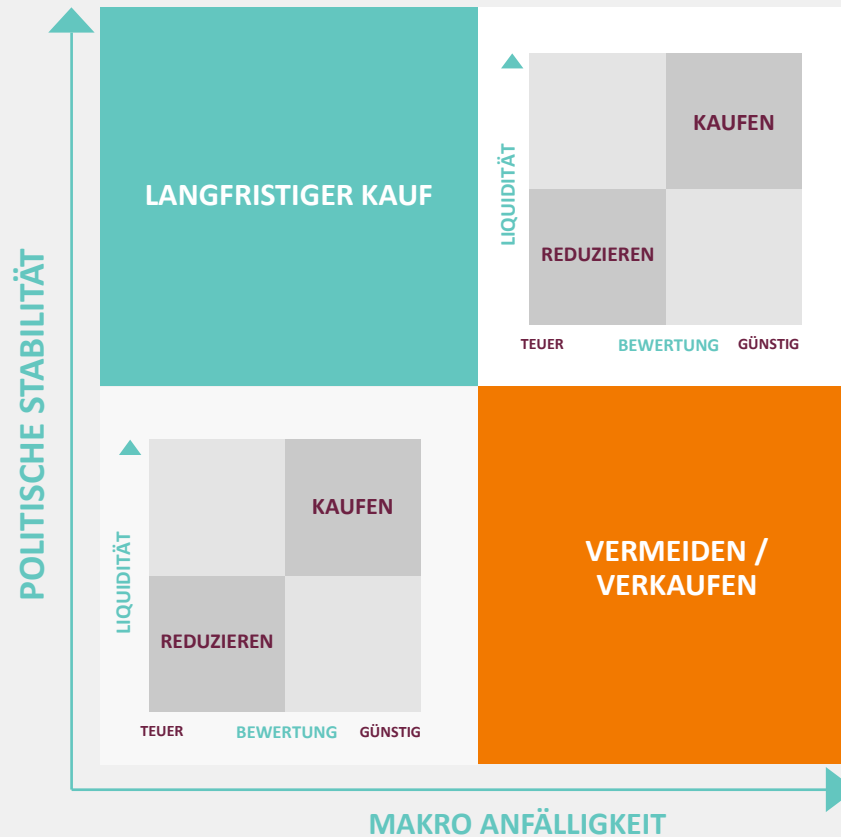 POLITISCHE STABILITÄT
LANGFRISTIGER KAUF
LIQUIDITÄT
KAUFEN
REDUZIEREN
TEUER BEWERTUNG GÜNSTIG
LIQUIDITÄT
KAUFEN
REDUZIEREN
TEUER BEWERTUNG GÜNSTIG
VERMEIDEN /
VERKAUFEN
MAKRO ANFÄLLIGKEIT